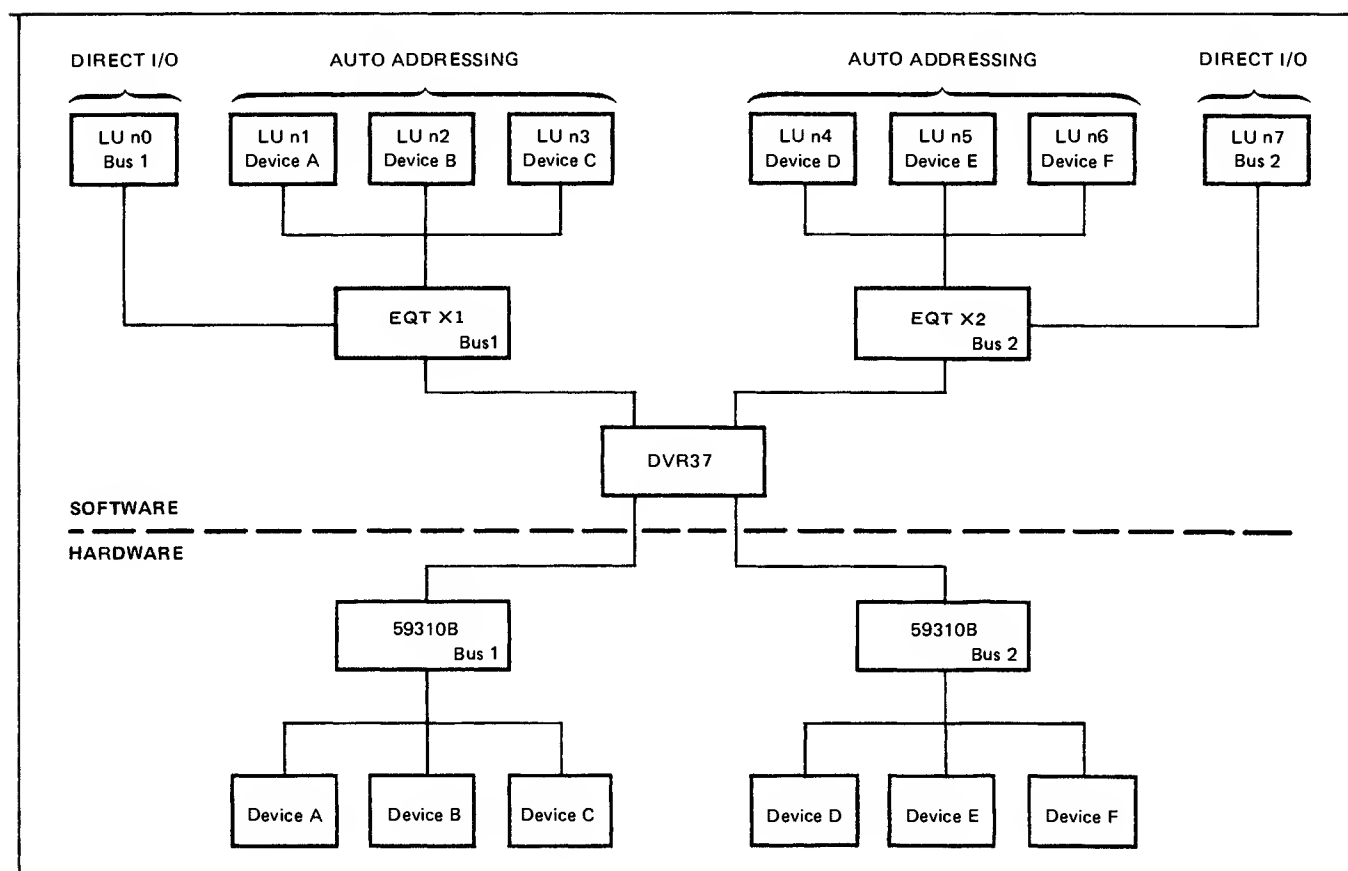 DIRECT I/O
AUTO ADDRESSING
AUTO ADDRESSING
DIRECT I/O
LU n0
Bus 1
LU n1
Device A
LU n2
Device B
LU n3
Device C
LU n4
Device D
LU n5
Device E
LU n6
Device F
LU n7
Bus 2
EQT X1
Bus1
EQT X2
Bus 2
DVR37
SOFTWARE
HARDWARE
59310B
Bus 1
59310B
Bus 2
Device A
Device B
Device C
Device D
Device E
Device F